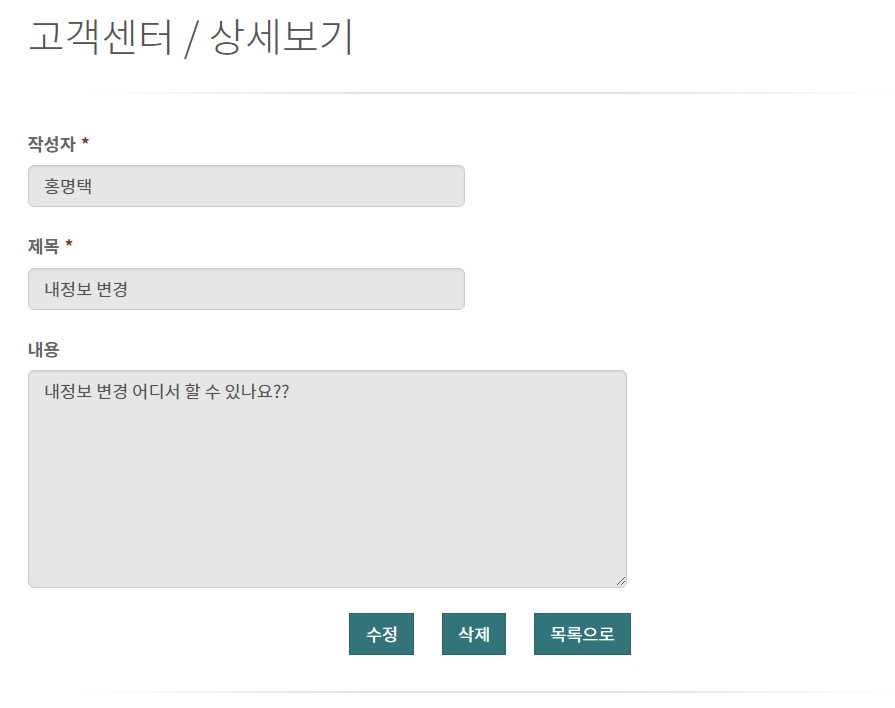 고객센터 / 상세보기
작성자 *
홍명택
제목 *
내정보 변경
내용
내정보 변경 어디서 할 수 있나요??
수정 삭제 목록으로